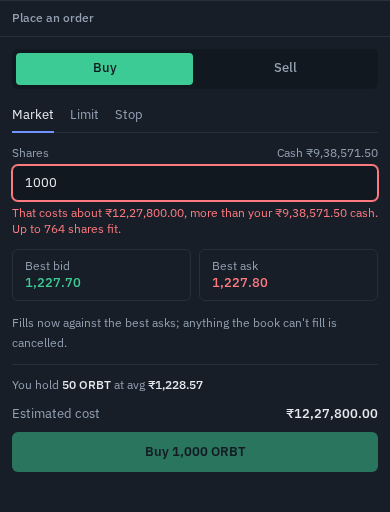 Place an order
Buy
Sell
Market
Limit
Stop
Shares
Cash ₹9,38,571.50
1000
That costs about ₹12,27,800.00, more than your ₹9,38,571.50 cash.
Up to 764 shares fit.
Best bid
1,227.70
Best ask
1,227.80
Fills now against the best asks; anything the book can't fill is
cancelled.
You hold 50 ORBT at avg ₹1,228.57
Estimated cost
₹12,27,800.00
Buy 1,000 ORBT